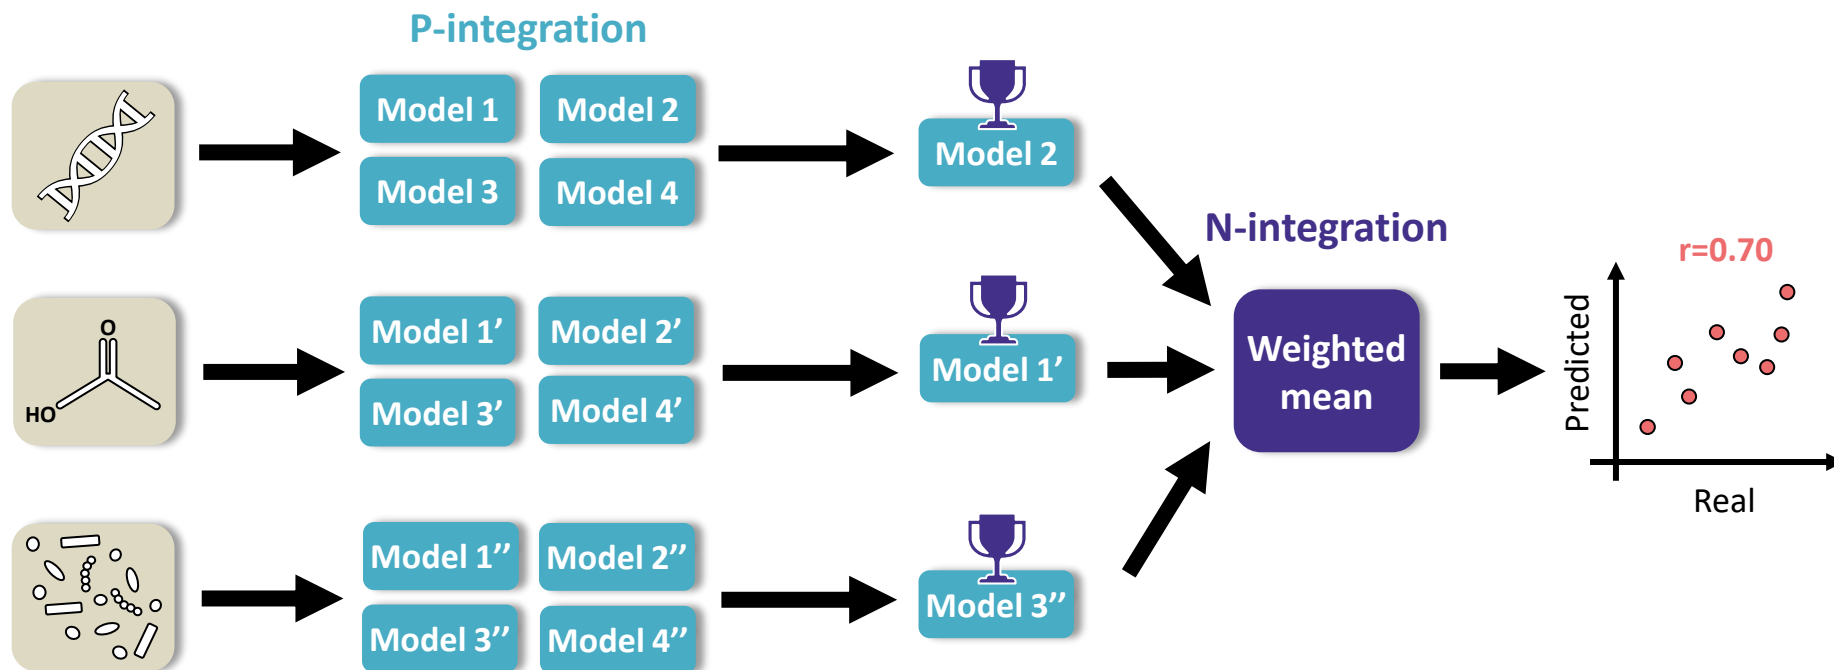 P-integration
Model 1
Model 2
Model 3
Model 4
Model 2
N-integration
r=0.70
O
HO
Model 1’
Model 2’
Model 3’
Model 4’
Model 1’
Weighted
mean
Predicted
Real
Model 1’’
Model 2’’
Model 3’’
Model 4’’
Model 3’’